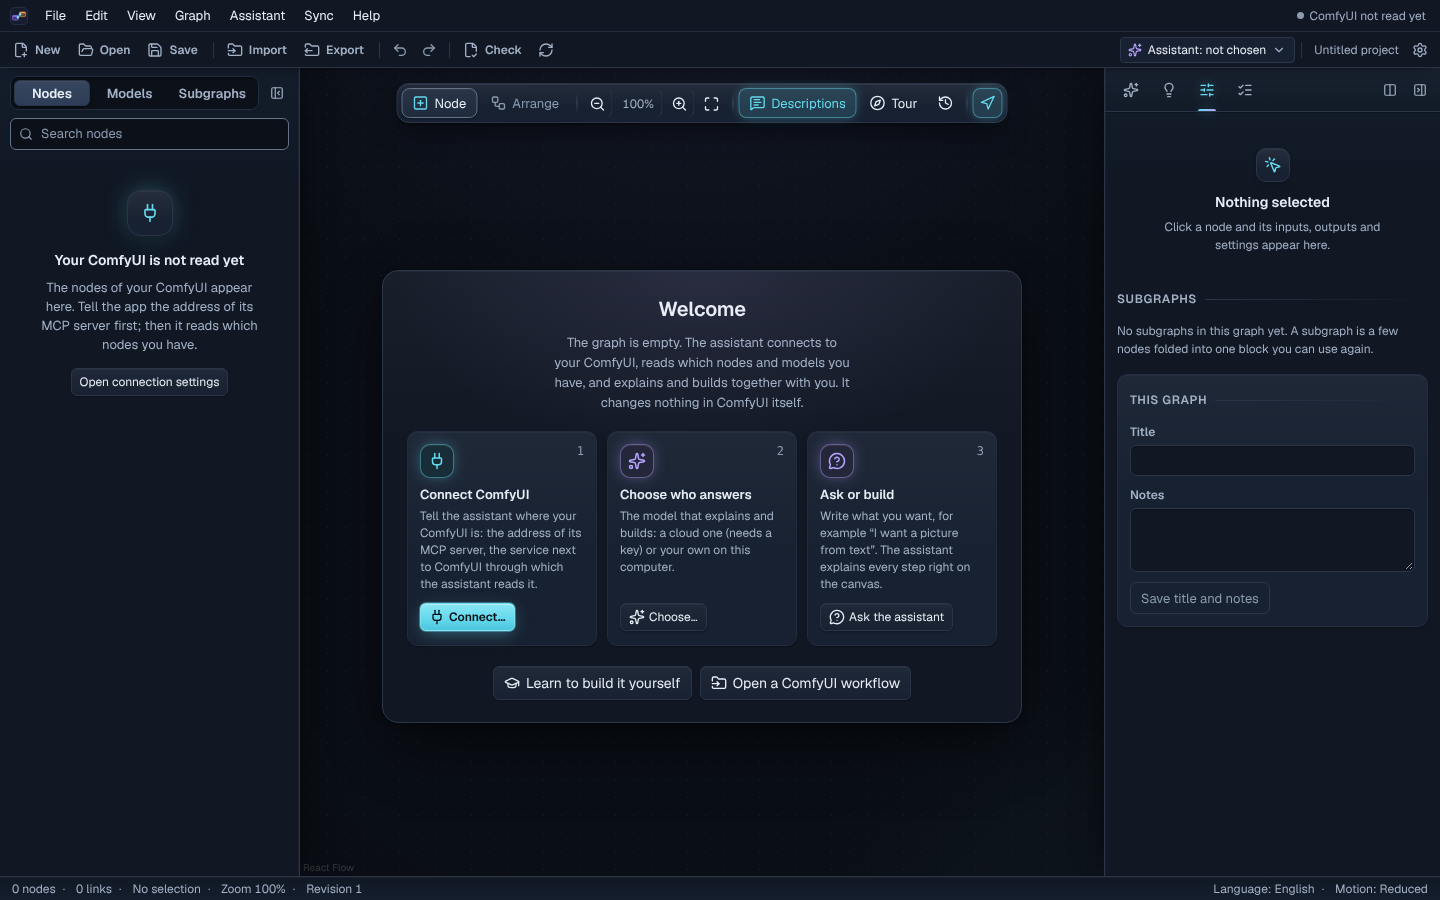 File Edit View Graph Assistant Sync Help
ComfyUI not read yet
New Open Save Import Export Check
Assistant: not chosen
Untitled project
Nodes Models Subgraphs
Search nodes
Your ComfyUI is not read yet
The nodes of your ComfyUI appear
here. Tell the app the address of its
MCP server first; then it reads which
nodes you have.
Open connection settings
Node Arrange 100% Descriptions Tour
Welcome
The graph is empty. The assistant connects to
your ComfyUI, reads which nodes and models you
have, and explains and builds together with you. It
changes nothing in ComfyUI itself.
1
Connect ComfyUI
Tell the assistant where your
ComfyUI is: the address of its
MCP server, the service next
to ComfyUI through which
the assistant reads it.
Connect…
2
Choose who answers
The model that explains and
builds: a cloud one (needs a
key) or your own on this
computer.
Choose…
3
Ask or build
Write what you want, for
example “I want a picture
from text”. The assistant
explains every step right on
the canvas.
Ask the assistant
Learn to build it yourself
Open a ComfyUI workflow
React Flow
Nothing selected
Click a node and its inputs, outputs and
settings appear here.
SUBGRAPHS
No subgraphs in this graph yet. A subgraph is a few
nodes folded into one block you can use again.
THIS GRAPH
Title
Notes
Save title and notes
0 nodes · 0 links · No selection · Zoom 100% · Revision 1
Language: English · Motion: Reduced